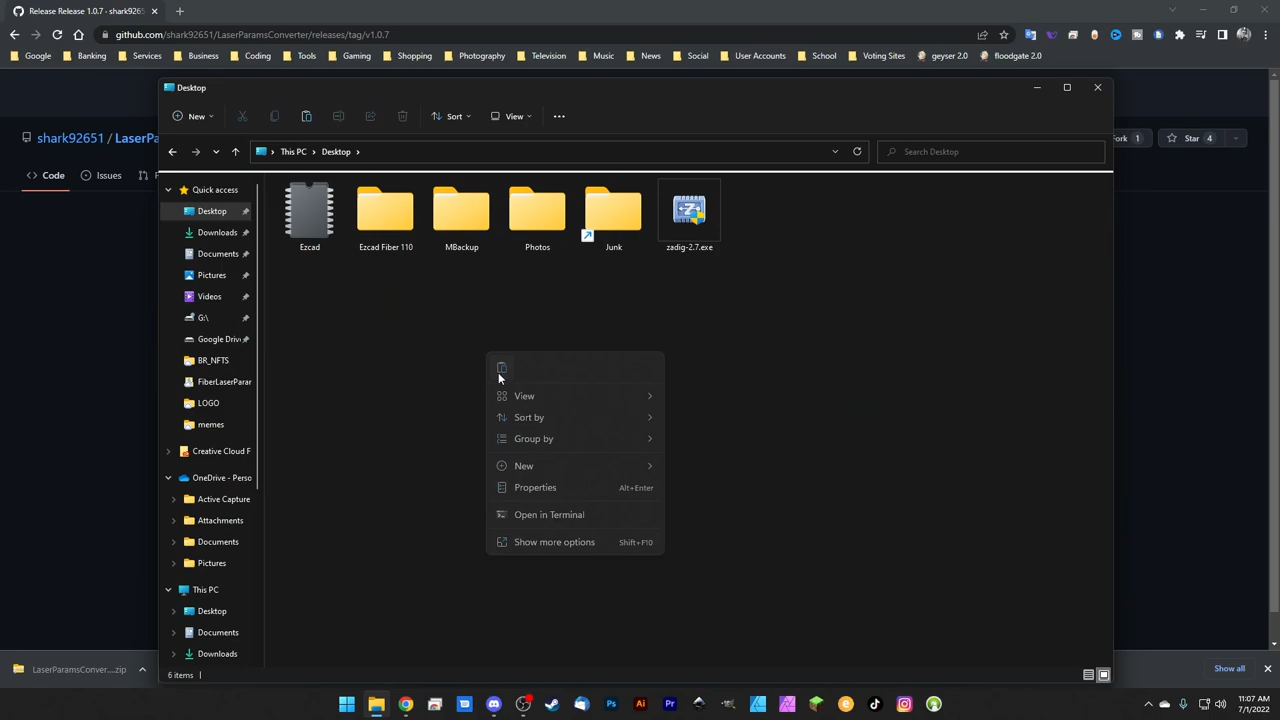 Release Release 1.0.7 · shark9265
github.com/shark92651/LaserParamsConverter/releases/tag/v1.0.7
Google Banking Services Business Coding Tools Gaming Shopping Photography Television Music News Social User Accounts School Voting Sites geyser 2.0 floodgate 2.0
Desktop
New Sort View
shark92651 / LaserPa
Fork 1 Star 4
This PC > Desktop >
Search Desktop
Code Issues
Quick access
Desktop
Downloads
Documents
Pictures
Videos
G:\
Google Driv
BR_NFTS
FiberLaserParar
LOGO
memes
Creative Cloud F
OneDrive - Perso
Active Capture
Attachments
Documents
Pictures
This PC
Desktop
Documents
Downloads
Ezcad
Ezcad Fiber 110
MBackup
Photos
Junk
zadig-2.7.exe
View
Sort by
Group by
New
Properties Alt+Enter
Open in Terminal
Show more options Shift+F10
6 items
LaserParamsConver....zip
Show all
Ps Ai Pr
11:07 AM
7/1/2022